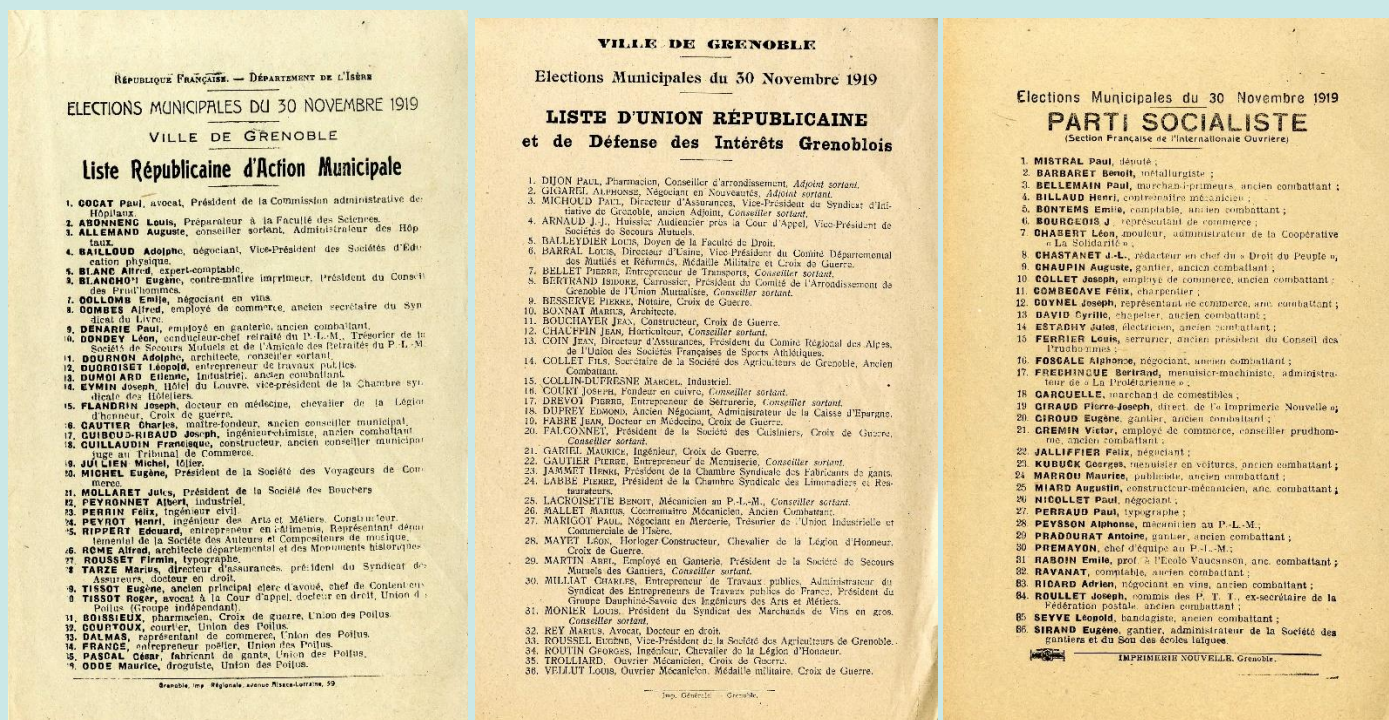 RÉPUBLIQUE FRANÇAISE. — DÉPARTEMENT DE L'ISÈRE
ELECTIONS MUNICIPALES DU 30 NOVEMBRE 1919
VILLE DE GRENOBLE
Liste Républicaine d'Action Municipale
1. COCAT Paul, avocat, Président de la Commission administrative des
Hôpitaux.
2. ABONNENC Louis, Préparateur à la Faculté des Sciences.
3. ALLEMAND Auguste, conseiller sortant, Administrateur des Hôp
taux.
4. BAILLOUD Adolphe, négociant, Vice-Président des Sociétés d'Edu
cation physique.
5. BLANC Alfred, expert-comptable.
6. BLANCHOT Eugène, contre-maître imprimeur, Président du Conseil
des Prud'hommes.
7. COLLOMB Emile, négociant en vins.
8. COMBES Alfred, employé de commerce, ancien secrétaire du Syn
dicat du Livre.
9. DENARIE Paul, employé en ganterie, ancien combattant.
10. DONDEY Léon, conducteur-chef retraité du P.-L.-M., Trésorier de la
Société de Secours Mutuels et de l'Amicale des Retraités du P-L-M
11. DOURNON Adolphe, architecte, conseiller sortant.
12. DUCROISET Léopold, entrepreneur de travaux publics.
13. DUMOLARD Etienne, Industriel, ancien combattant.
14. EYMIN Joseph, Hôtel du Louvre, vice-président de la Chambre syn
dicale des Hôteliers.
15. FLANDRIN Joseph, docteur en médecine, chevalier de la Légion
d'honneur, Croix de guerre.
16. GAUTIER Charles, maître-fondeur, ancien conseiller municipal.
17. GUIBOUD-RIBAUD Joseph, ingénieur-chimiste, ancien combattant
18. GUILLAUDIN Francisque, constructeur, ancien conseiller municipal
juge au Tribunal de Commerce.
19. JULLIEN Michel, tôlier.
20. MICHEL Eugène, Président de la Société des Voyageurs de Com
merce.
21. MOLLARET Jules, Président de la Société des Bouchers
22. PEYRONNET Albert, industriel.
23. PERRIN Félix, ingénieur civil
24. PEYROT Henri, ingénieur des Arts et Métiers, Constructeur.
25. RIPPERT Edouard, entrepreneur en bâtiments, Représentant dépar
temental de la Société des Auteurs et Compositeurs de musique.
26. ROME Alfred, architecte départemental et des Monuments historiques
27. ROUSSET Firmin, typographe.
28 TARZE Marius, directeur d'assurances, président du Syndicat des
Assureurs, docteur en droit.
29. TISSOT Eugène, ancien principal clerc d'avoué, chef de Contentieux
30 TISSOT Roger, avocat à la Cour d'appel, docteur en droit, Union d
Poilus (Groupe indépendant).
31. BOISSIEUX, pharmacien, Croix de guerre, Union des Poilus.
32. COURTOUX, courtier, Union des Poilus.
33. DALMAS, représentant de commerce, Union des Poilus.
34. FRANCE, entrepreneur poêlier, Union des Poilus.
35. PASCAL César, fabricant de gants, Union des Poilus.
ODDE Maurice, droguiste, Union des Poilus.
Grenoble, Imp Régionale, avenue Alsace-Lorraine, 59
VILLE DE GRENOBLE
Elections Municipales du 30 Novembre 1919
LISTE D'UNION RÉPUBLICAINE
et de Défense des Intérêts Grenoblois
1. DIJON PAUL, Pharmacien, Conseiller d'arrondissement, Adjoint sortant.
2. GIGAREL ALPHONSE, Négociant en Nouveautés, Adjoint sortant.
3. MICHOUD PAUL, Directeur d'Assurances, Vice-Président du Syndicat d'Ini-
tiative de Grenoble, ancien Adjoint, Conseiller sortant.
4. ARNAUD J.-J., Huissier Audiencier près la Cour d'Appel, Vice-Président de
Sociétés de Secours Mutuels.
5. BALLEYDIER LOUIS, Doyen de la Faculté de Droit.
6. BARRAL LOUIS, Directeur d'Usine, Vice-Président du Comité Départemental
des Mutilés et Réformés, Médaille Militaire et Croix de Guerre.
7. BELLET PIERRE, Entrepreneur de Transports, Conseiller sortant.
8. BERTRAND ISIDORE, Carrossier, Président du Comité de l'Arrondissement de
Grenoble de l'Union Mutualiste, Conseiller sortant.
9. BESSERVE PIERRE, Notaire, Croix de Guerre.
10. BONNAT MARIUS, Architecte.
11. BOUCHAYER JEAN, Constructeur, Croix de Guerre.
12. CHAUFFIN JEAN, Horticulteur, Conseiller sortant.
13. COIN JEAN, Directeur d'Assurances, Président du Comité Régional des Alpes,
de l'Union des Sociétés Françaises de Sports Athlétiques.
14. COLLET FILS, Secrétaire de la Société des Agriculteurs de Grenoble, Ancien
Combattant.
15. COLLIN-DUFRESNE MARCEL, Industriel.
16. COURT JOSEPH, Fondeur en cuivre, Conseiller sortant.
17. DREVOT PIERRE, Entrepreneur de Serrurerie, Conseiller sortant.
18. DUPREY EDMOND, Ancien Négociant, Administrateur de la Caisse d'Epargne.
19. FABRE JEAN, Docteur en Médecine, Croix de Guerre.
20. FALCONNET, Président de la Société des Cuisiniers, Croix de Guerre,
Conseiller sortant.
21. GARIEL MAURICE, Ingénieur, Croix de Guerre.
22. GAUTIER PIERRE, Entrepreneur de Menuiserie, Conseiller sortant.
23. JAMMET HENRI, Président de la Chambre Syndicale des Fabricants de gants.
24. LABBE PIERRE, Président de la Chambre Syndicale des Limonadiers et Res-
taurateurs.
25. LACROISETTE BENOIT, Mécanicien au P.-L.-M., Conseiller sortant.
26. MALLET MARIUS, Contremaître Mécanicien, Ancien Combattant.
27. MARIGOT PAUL, Négociant en Mercerie, Trésorier de l'Union Industrielle et
Commerciale de l'Isère.
28. MAYET LÉON, Horloger-Constructeur, Chevalier de la Légion d'Honneur,
Croix de Guerre.
29. MARTIN ABEL, Employé en Ganterie, Président de la Société de Secours
Mutuels des Gantiers, Conseiller sortant.
30. MILLIAT CHARLES, Entrepreneur de Travaux publics, Administrateur du
Syndicat des Entrepreneurs de Travaux publics de France, Président du
Groupe Dauphiné-Savoie des Ingénieurs des Arts et Métiers.
31. MONIER LOUIS, Président du Syndicat des Marchands de Vins en gros,
Conseiller sortant.
32. REY MARIUS, Avocat, Docteur en droit.
33. ROUSSEL EUGÈNE, Vice-Président de la Société des Agriculteurs de Grenoble.
34. ROUTIN GEORGES, Ingénieur, Chevalier de la Légion d'Honneur.
35. TROLLIARD, Ouvrier Mécanicien, Croix de Guerre.
36. VELLUT LOUIS, Ouvrier Mécanicien, Médaille militaire, Croix de Guerre.
Imp. Générale — Grenoble.
Elections Municipales du 30 Novembre 1919
PARTI SOCIALISTE
(Section Française de l'Internationale Ouvrière)
1. MISTRAL Paul, député ;
2. BARBARET Benoit, métallurgiste ;
3. BELLEMAIN Paul, marchan-i-primeurs, ancien combattant ;
4. BILLAUD Henri, contremaître mécanicien ;
5. BONTEMS Emile, comptable, ancien combattant ;
6. BOURGEOIS J., représentant de commerce ;
7. CHABERT Léon, mouleur, administrateur de la Coopérative
« La Solidarité » ;
8. CHASTANET J.-L., rédacteur en chef du « Droit du Peuple »,
9. CHAUPIN Auguste, gantier, ancien combattant ;
10. COLLET Joseph, employé de commerce, ancien combattant ;
11. COMBEGAVE Félix, charpentier ;
12. COYNEL Joseph, représentant de commerce, anc. combattant ;
13 DAVID Cyrille, chapelier, ancien combattant ;
14 ESTACHY Jules, électricien, ancien combattant ;
15 FERRIER Louis, serrurier, ancien président du Conseil des
Prudhommes ;
16. FOSCALE Alphonse, négociant, ancien combattant ;
17. FRECHINGUE Bertrand, menuisier-machiniste, administra-
teur de « La Prolétarienne » ;
18 GARGUELLE, marchand de comestibles ;
19 GIRAUD Pierre-Joseph, direct. de l'« Imprimerie Nouvelle »;
20. GIROUD Eugène, gantier, ancien combattant ;
21. GREMIN Victor, employé de commerce, conseiller prudhom-
me, ancien combattant ;
22. JALLIFFIER Félix, négociant ;
23. KUBUCK Georges, menuisier en voitures, ancien combattant ;
24 MARROU Maurice, publiciste, anc. combattant ;
25 MIARD Augustin, constructeur-mécanicien, anc. combattant ;
26 NICOLLET Paul, négociant ;
27. PERRAUD Paul, typographe ;
28 PEYSSON Alphonse, mécanicien au P.-L.-M.;
29 PRADOURAT Antoine, gantier, ancien combattant ;
30 PREMAYON, chef d'équipe au P.-L.-M.;
31 RABOIN Emile, prof. à l'Ecole Vaucanson, anc. combattant ;
32. RAVANAT, comptable, ancien combattant ;
33. RICARD Adrien, négociant en vins, ancien combattant ;
34. ROULLET Joseph, commis des P. T. T., ex-secrétaire de la
Fédération postale, ancien combattant ;
35 SEYVE Léopold, bandagiste, ancien combattant ;
36. SIRAND Eugène, gantier, administrateur de la Société des
gantiers et du Sou des écoles laïques.
IMPRIMERIE NOUVELLE, Grenoble.